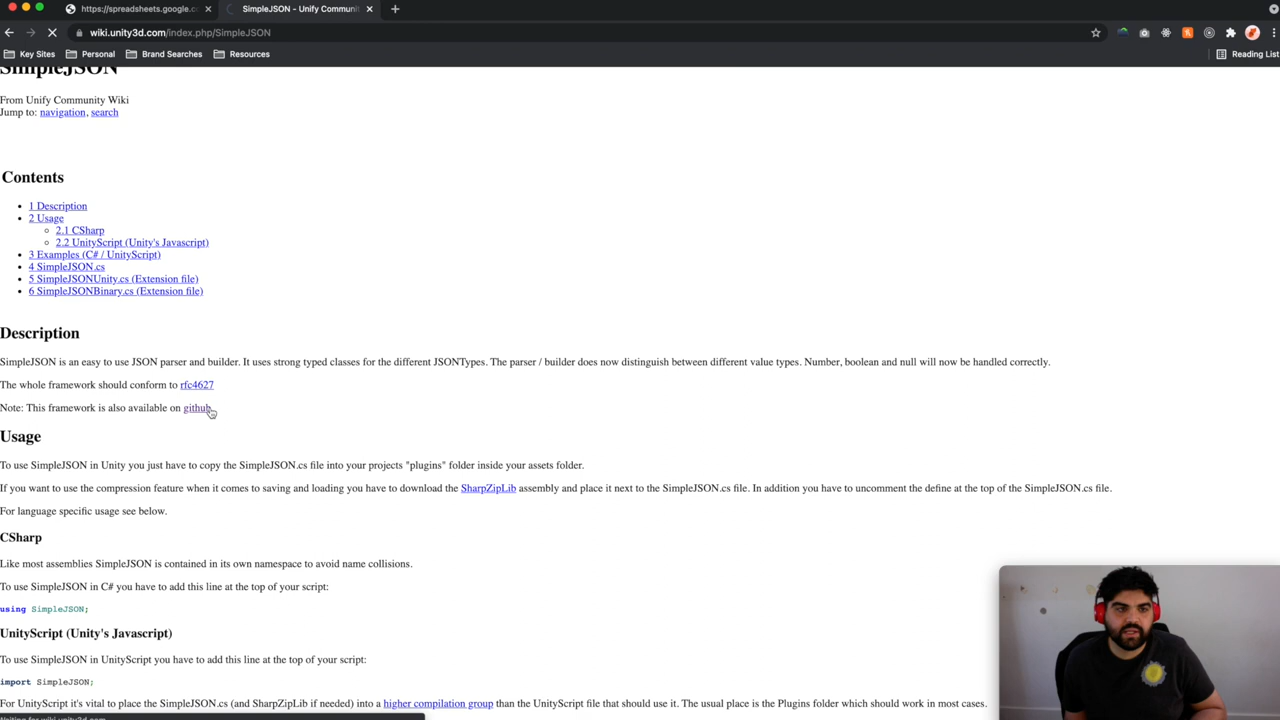 https://spreadsheets.google.c
SimpleJSON - Unify Communi
wiki.unity3d.com/index.php/SimpleJSON
Key Sites
Personal
Brand Searches
Resources
Reading List
SimpleJSON
From Unify Community Wiki
Jump to: navigation, search
Contents
1 Description
2 Usage
2.1 CSharp
2.2 UnityScript (Unity's Javascript)
3 Examples (C# / UnityScript)
4 SimpleJSON.cs
5 SimpleJSONUnity.cs (Extension file)
6 SimpleJSONBinary.cs (Extension file)
Description
SimpleJSON is an easy to use JSON parser and builder. It uses strong typed classes for the different JSONTypes. The parser / builder does now distinguish between different value types. Number, boolean and null will now be handled correctly.
The whole framework should conform to rfc4627
Note: This framework is also available on github.
Usage
To use SimpleJSON in Unity you just have to copy the SimpleJSON.cs file into your projects "plugins" folder inside your assets folder.
If you want to use the compression feature when it comes to saving and loading you have to download the SharpZipLib assembly and place it next to the SimpleJSON.cs file. In addition you have to uncomment the define at the top of the SimpleJSON.cs file.
For language specific usage see below.
CSharp
Like most assemblies SimpleJSON is contained in its own namespace to avoid name collisions.
To use SimpleJSON in C# you have to add this line at the top of your script:
using SimpleJSON;
UnityScript (Unity's Javascript)
To use SimpleJSON in UnityScript you have to add this line at the top of your script:
import SimpleJSON;
For UnityScript it's vital to place the SimpleJSON.cs (and SharpZipLib if needed) into a higher compilation group than the UnityScript file that should use it. The usual place is the Plugins folder which should work in most cases.